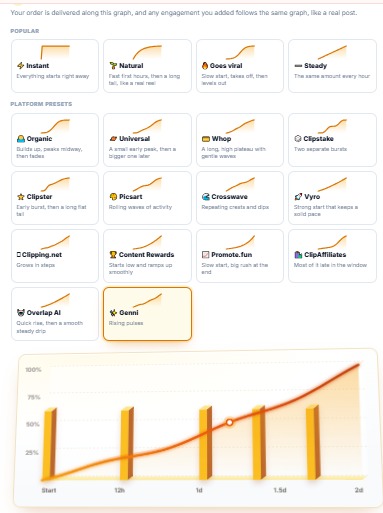 Your order is delivered along this graph, and any engagement you added follows the same graph, like a real post.
POPULAR
Instant
Everything starts right away
Natural
Fast first hours, then a long
tail, like a real reel
Goes viral
Slow start, takes off, then
levels out
Steady
The same amount every hour
PLATFORM PRESETS
Organic
Builds up, peaks midway,
then fades
Universal
A small early peak, then a
bigger one later
Whop
A long, high plateau with
gentle waves
Clipstake
Two separate bursts
Clipster
Early burst, then a long flat
tail
Picsart
Rolling waves of activity
Crosswave
Repeating crests and dips
Vyro
Strong start that keeps a
solid pace
Clipping.net
Grows in steps
Content Rewards
Starts low and ramps up
smoothly
Promote.fun
Slow start, big rush at the
end
ClipAffiliates
Most of it late in the window
Overlap AI
Quick rise, then a smooth
steady drip
Genni
Rising pulses
100%
75%
50%
25%
Start
12h
1d
1.5d
2d